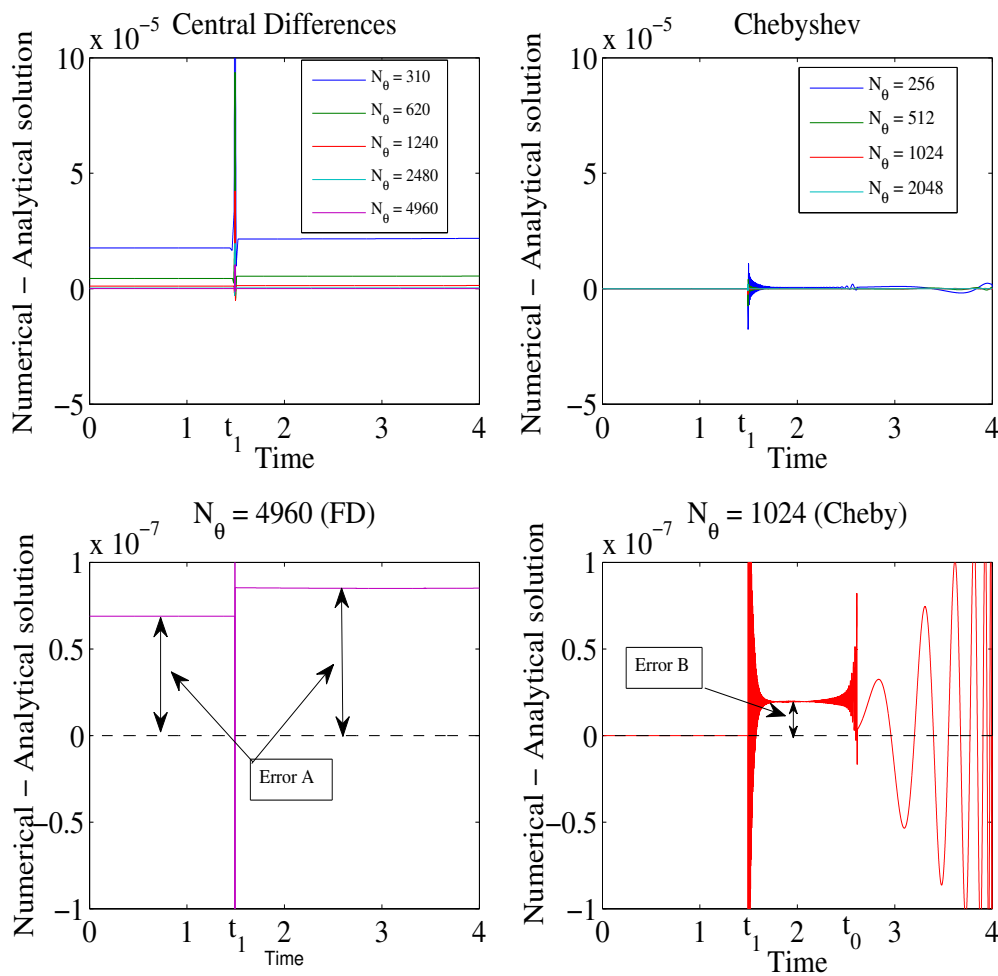 Central Differences
x 10⁻⁵
Numerical − Analytical solution
10
5
0
−5
0 1 t₁ 2 3 4
Time
N_θ = 310
N_θ = 620
N_θ = 1240
N_θ = 2480
N_θ = 4960
Chebyshev
x 10⁻⁵
Numerical − Analytical solution
10
5
0
−5
0 1 t₁ 2 3 4
Time
N_θ = 256
N_θ = 512
N_θ = 1024
N_θ = 2048
N_θ = 4960 (FD)
x 10⁻⁷
Numerical − Analytical solution
1
0.5
0
−0.5
−1
0 1 t₁ 2 3 4
Time
Error A
N_θ = 1024 (Cheby)
x 10⁻⁷
Numerical − Analytical solution
1
0.5
0
−0.5
−1
0 1 t₁ 2 t₀ 3 4
Time
Error B